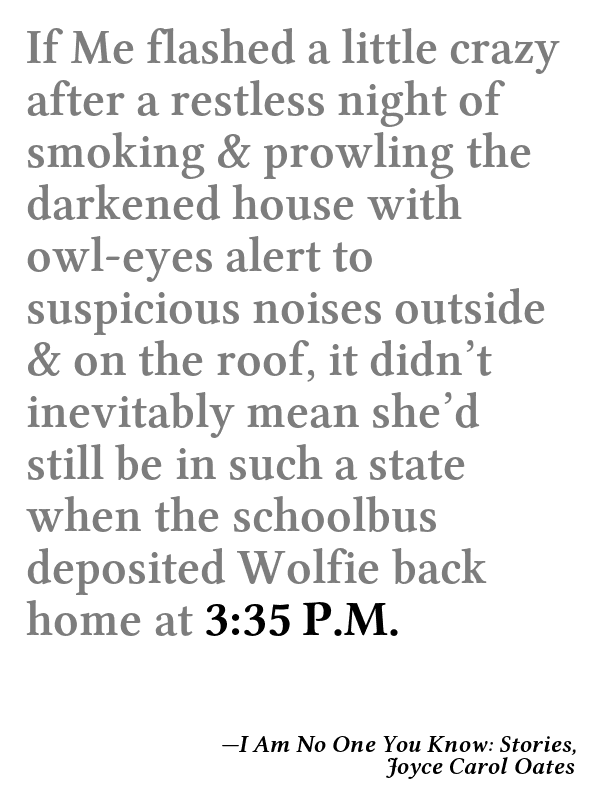 If Me flashed a little crazy
after a restless night of
smoking & prowling the
darkened house with
owl-eyes alert to
suspicious noises outside
& on the roof, it didn’t
inevitably mean she’d
still be in such a state
when the schoolbus
deposited Wolfie back
home at 3:35 P.M.
—I Am No One You Know: Stories,
Joyce Carol Oates